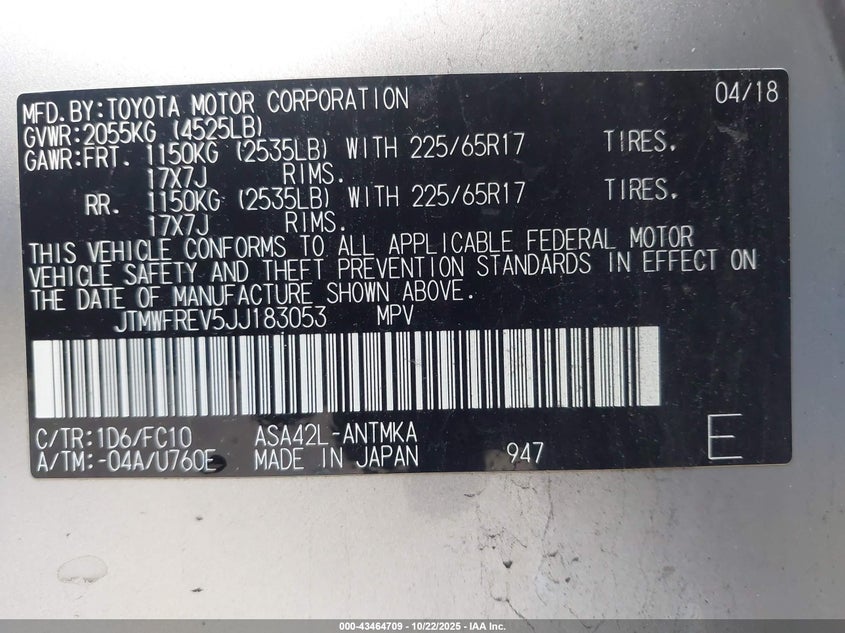 MFD.BY:TOYOTA MOTOR CORPORATION 04/18
GVWR:2055KG (4525LB)
GAWR:FRT. 1150KG (2535LB) WITH 225/65R17 TIRES.
17X7J RIMS.
RR. 1150KG (2535LB) WITH 225/65R17 TIRES.
17X7J RIMS.
THIS VEHICLE CONFORMS TO ALL APPLICABLE FEDERAL MOTOR
VEHICLE SAFETY AND THEFT PREVENTION STANDARDS IN EFFECT ON
THE DATE OF MANUFACTURE SHOWN ABOVE.
JTMWFREV5JJ183053 MPV
C/TR:1D6/FC10 ASA42L-ANTMKA
A/TM:-04A/U760E MADE IN JAPAN 947 E
000-43464709 - 10/22/2025 - IAA Inc.